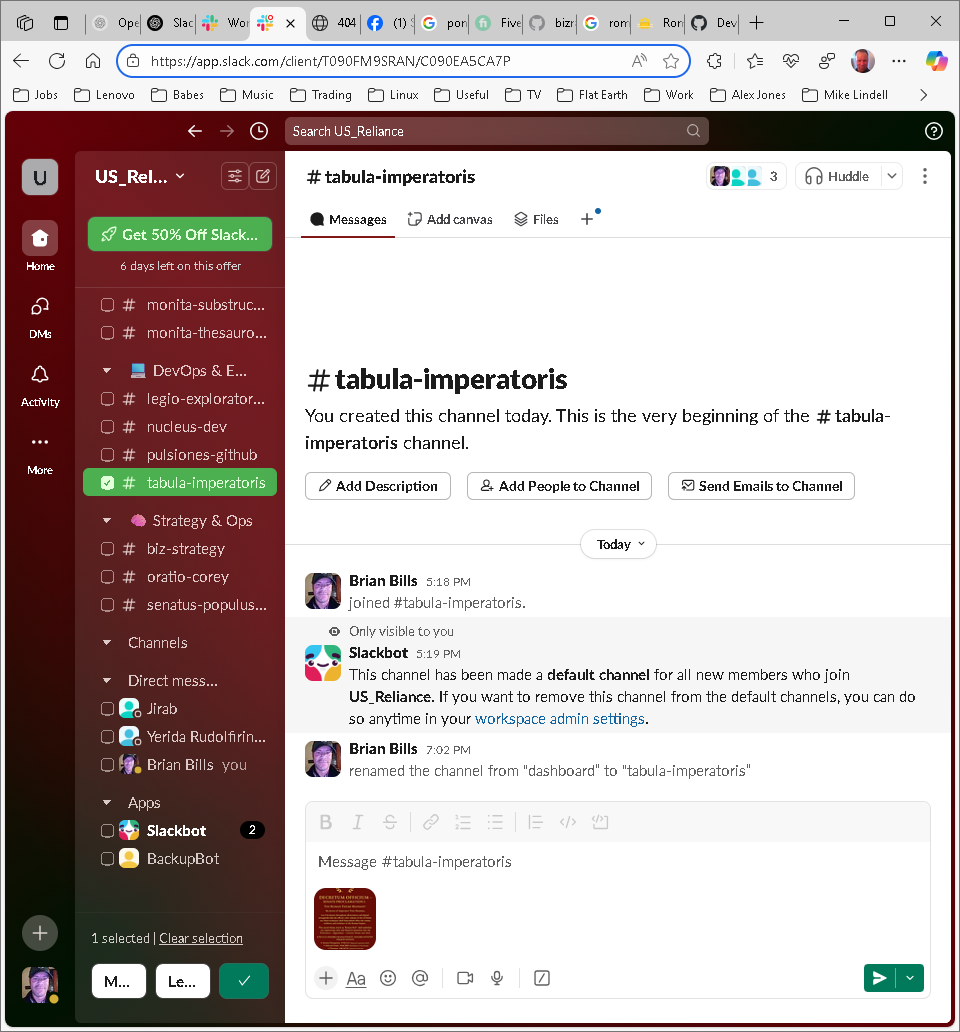 Ope
Slac
Wor
404
(1) S
pon
Five
bizr
rom
Ron
Dev
https://app.slack.com/client/T090FM9SRAN/C090EA5CA7P
Jobs
Lenovo
Babes
Music
Trading
Linux
Useful
TV
Flat Earth
Work
Alex Jones
Mike Lindell
Search US_Reliance
U
US_Rel...
Get 50% Off Slack...
6 days left on this offer
Home
DMs
Activity
More
# monita-substruc...
# monita-thesauro...
DevOps & E...
# legio-explorator...
# nucleus-dev
# pulsiones-github
# tabula-imperatoris
Strategy & Ops
# biz-strategy
# oratio-corey
# senatus-populus...
Channels
Direct mess...
Jirab
Yerida Rudolfirin...
Brian Bills you
Apps
Slackbot 2
BackupBot
1 selected | Clear selection
M...
Le...
# tabula-imperatoris
3
Huddle
Messages
Add canvas
Files
# tabula-imperatoris
You created this channel today. This is the very beginning of the # tabula-
imperatoris channel.
Add Description
Add People to Channel
Send Emails to Channel
Today
Brian Bills 5:18 PM
joined #tabula-imperatoris.
Only visible to you
Slackbot 5:19 PM
This channel has been made a default channel for all new members who join
US_Reliance. If you want to remove this channel from the default channels, you can do
so anytime in your workspace admin settings.
Brian Bills 7:02 PM
renamed the channel from "dashboard" to "tabula-imperatoris"
Message #tabula-imperatoris
DECRETUM OFFICIUM
Aa